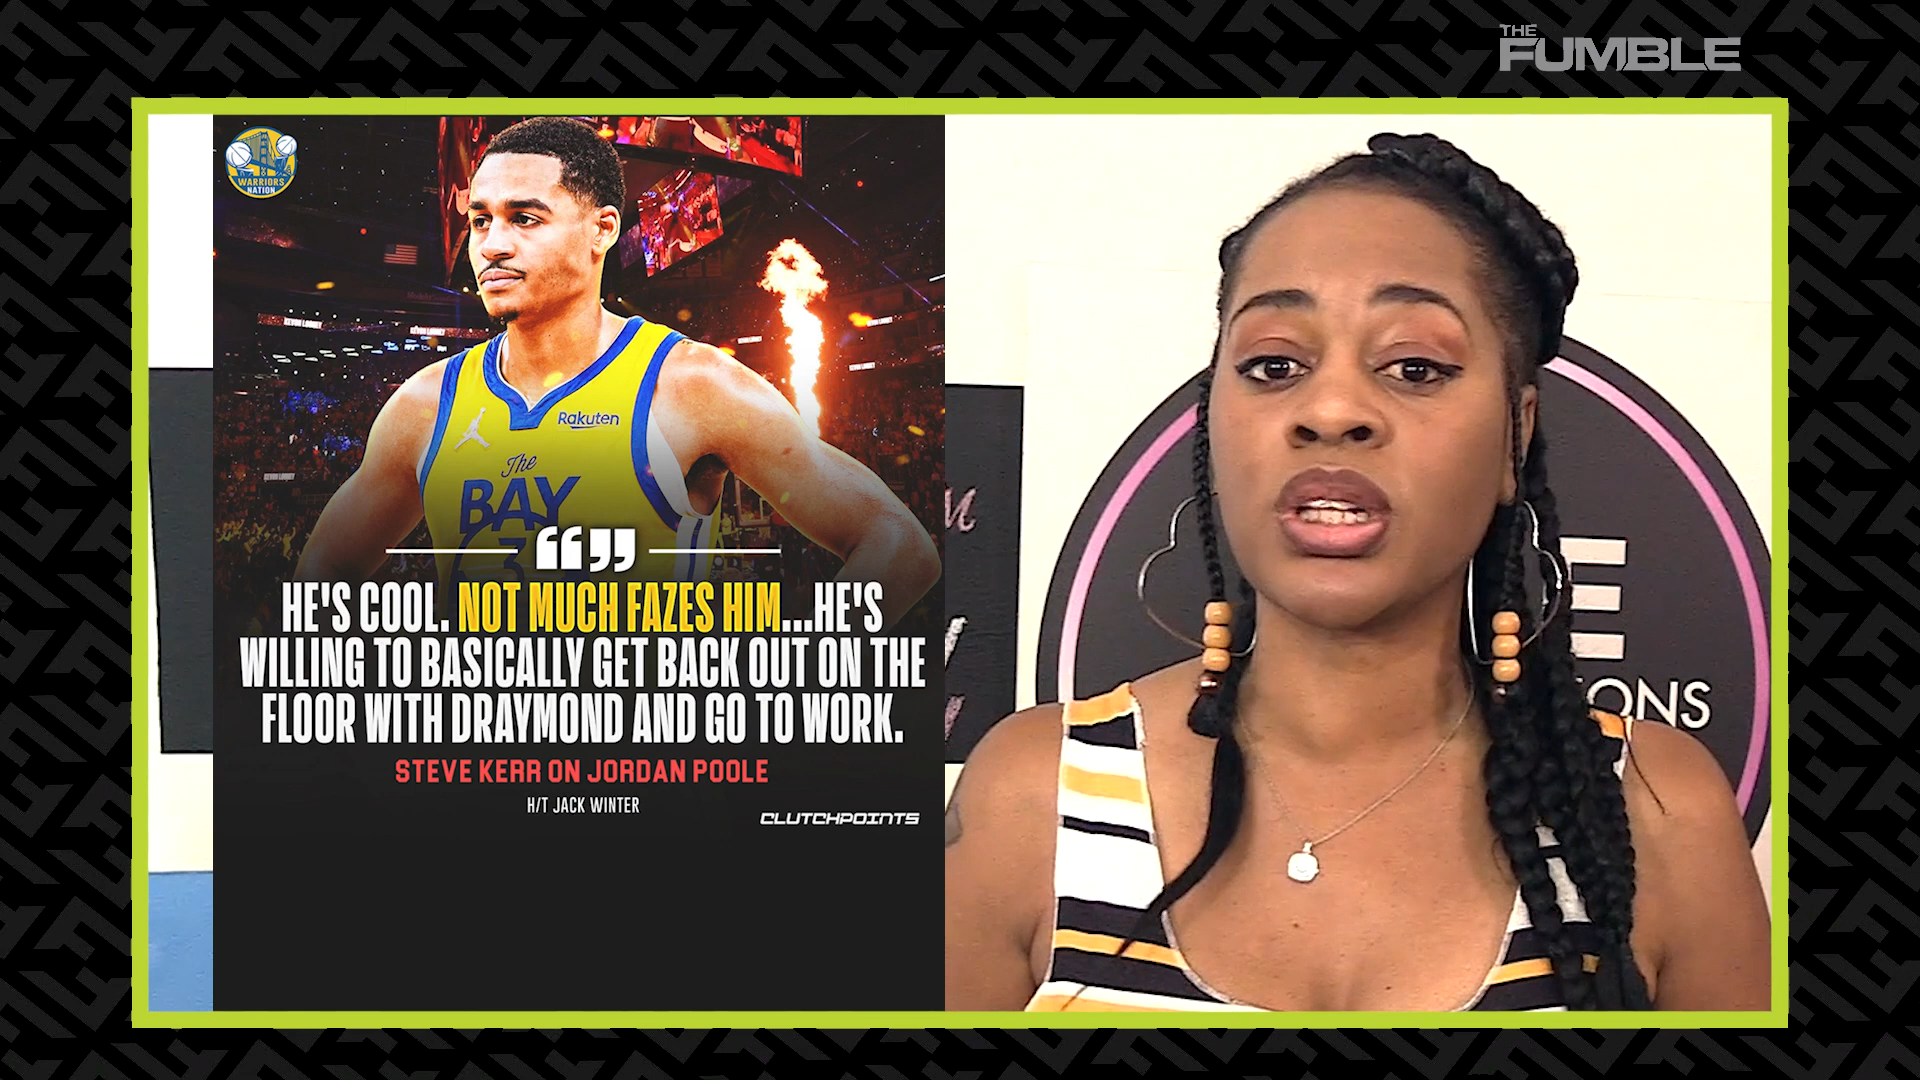 THE
FUMBLE
WARRIORS
NATION
Rakuten
The
BAY
3
“”
HE'S COOL. NOT MUCH FAZES HIM...HE'S
WILLING TO BASICALLY GET BACK OUT ON THE
FLOOR WITH DRAYMOND AND GO TO WORK.
STEVE KERR ON JORDAN POOLE
H/T JACK WINTER
CLUTCHPOINTS